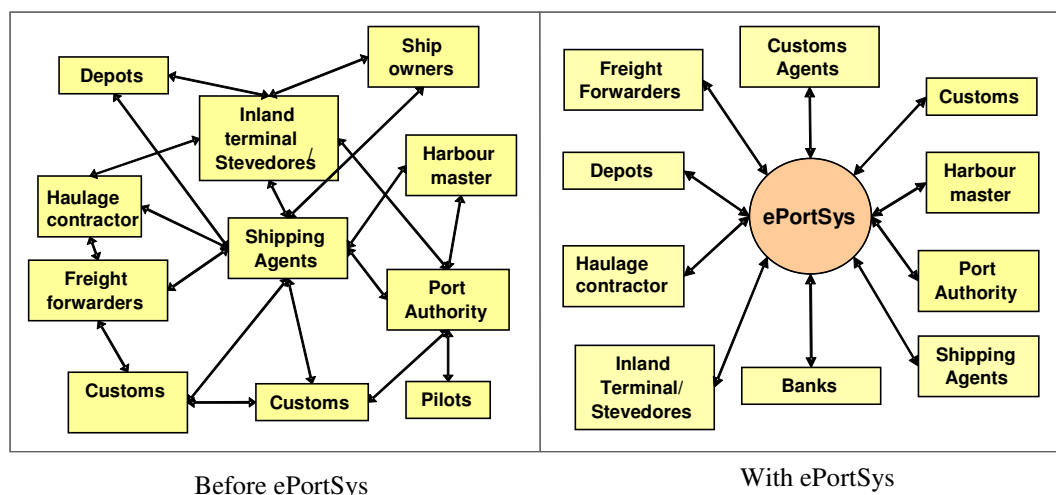 Ship
owners
Depots
Inland
terminal
Stevedores/
Harbour
master
Haulage
contractor
Shipping
Agents
Freight
forwarders
Port
Authority
Customs
Customs
Pilots
Before ePortSys
Customs
Agents
Freight
Forwarders
Customs
Depots
Harbour
master
ePortSys
Haulage
contractor
Port
Authority
Inland
Terminal/
Stevedores
Banks
Shipping
Agents
With ePortSys